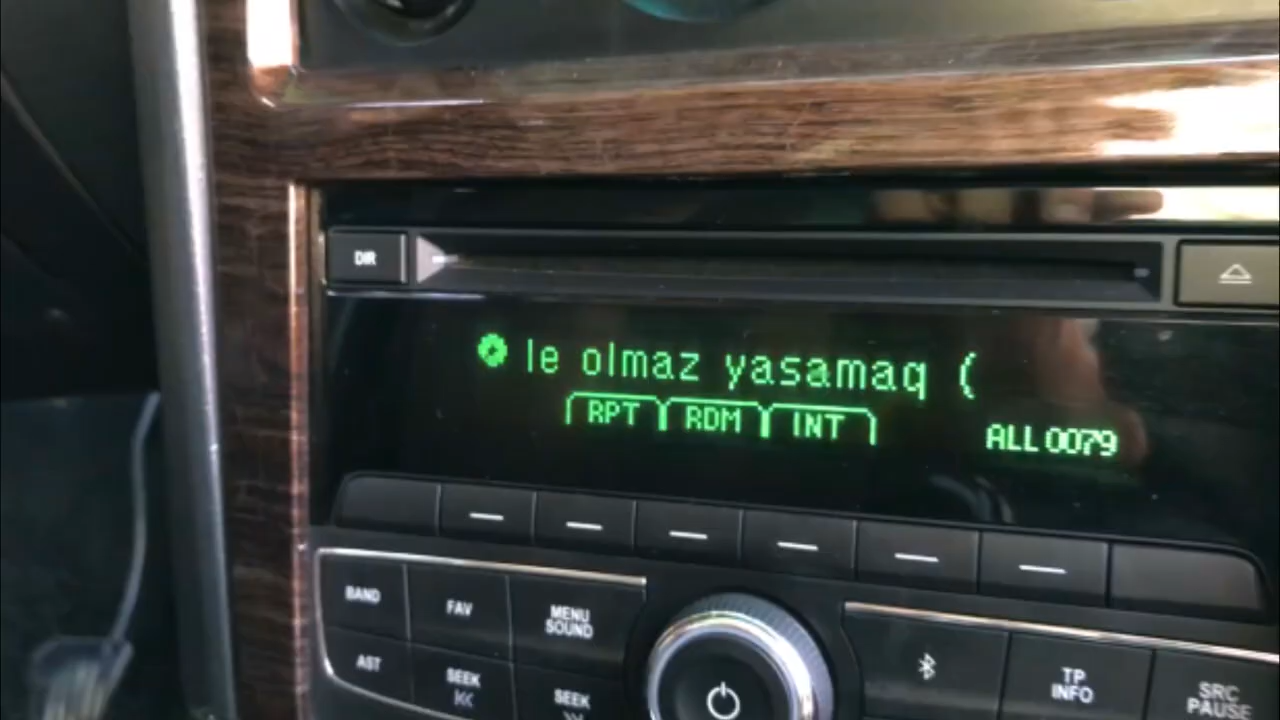 DIR
le olmaz yasamaq (
RPT RDM INT
ALL 0079
BAND FAV MENU SOUND
AST SEEK SEEK
TP INFO
SRC PAUSE